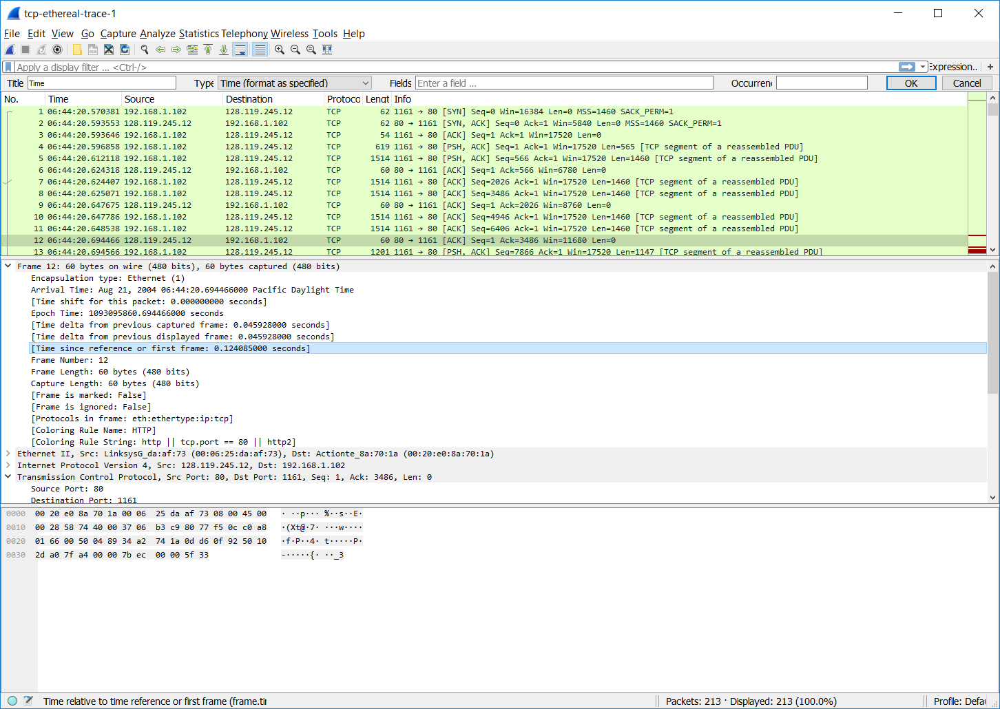 tcp-ethereal-trace-1
File Edit View Go Capture Analyze Statistics Telephony Wireless Tools Help
Apply a display filter ... <Ctrl-/> Expression.. +
Title Time Type Time (format as specified) Fields Enter a field ... Occurren OK Cancel
No. Time Source Destination Protoco Lengt Info
1 06:44:20.570381 192.168.1.102 128.119.245.12 TCP 62 1161 → 80 [SYN] Seq=0 Win=16384 Len=0 MSS=1460 SACK_PERM=1
2 06:44:20.593553 128.119.245.12 192.168.1.102 TCP 62 80 → 1161 [SYN, ACK] Seq=0 Ack=1 Win=5840 Len=0 MSS=1460 SACK_PERM=1
3 06:44:20.593646 192.168.1.102 128.119.245.12 TCP 54 1161 → 80 [ACK] Seq=1 Ack=1 Win=17520 Len=0
4 06:44:20.596858 192.168.1.102 128.119.245.12 TCP 619 1161 → 80 [PSH, ACK] Seq=1 Ack=1 Win=17520 Len=565 [TCP segment of a reassembled PDU]
5 06:44:20.612118 192.168.1.102 128.119.245.12 TCP 1514 1161 → 80 [PSH, ACK] Seq=566 Ack=1 Win=17520 Len=1460 [TCP segment of a reassembled PDU]
6 06:44:20.624318 128.119.245.12 192.168.1.102 TCP 60 80 → 1161 [ACK] Seq=1 Ack=566 Win=6780 Len=0
7 06:44:20.624407 192.168.1.102 128.119.245.12 TCP 1514 1161 → 80 [ACK] Seq=2026 Ack=1 Win=17520 Len=1460 [TCP segment of a reassembled PDU]
8 06:44:20.625071 192.168.1.102 128.119.245.12 TCP 1514 1161 → 80 [ACK] Seq=3486 Ack=1 Win=17520 Len=1460 [TCP segment of a reassembled PDU]
9 06:44:20.647675 128.119.245.12 192.168.1.102 TCP 60 80 → 1161 [ACK] Seq=1 Ack=2026 Win=8760 Len=0
10 06:44:20.647786 192.168.1.102 128.119.245.12 TCP 1514 1161 → 80 [ACK] Seq=4946 Ack=1 Win=17520 Len=1460 [TCP segment of a reassembled PDU]
11 06:44:20.648538 192.168.1.102 128.119.245.12 TCP 1514 1161 → 80 [ACK] Seq=6406 Ack=1 Win=17520 Len=1460 [TCP segment of a reassembled PDU]
12 06:44:20.694466 128.119.245.12 192.168.1.102 TCP 60 80 → 1161 [ACK] Seq=1 Ack=3486 Win=11680 Len=0
13 06:44:20.694566 192.168.1.102 128.119.245.12 TCP 1201 1161 → 80 [PSH, ACK] Seq=7866 Ack=1 Win=17520 Len=1147 [TCP segment of a reassembled PDU]
Frame 12: 60 bytes on wire (480 bits), 60 bytes captured (480 bits)
Encapsulation type: Ethernet (1)
Arrival Time: Aug 21, 2004 06:44:20.694466000 Pacific Daylight Time
[Time shift for this packet: 0.000000000 seconds]
Epoch Time: 1093095860.694466000 seconds
[Time delta from previous captured frame: 0.045928000 seconds]
[Time delta from previous displayed frame: 0.045928000 seconds]
[Time since reference or first frame: 0.124085000 seconds]
Frame Number: 12
Frame Length: 60 bytes (480 bits)
Capture Length: 60 bytes (480 bits)
[Frame is marked: False]
[Frame is ignored: False]
[Protocols in frame: eth:ethertype:ip:tcp]
[Coloring Rule Name: HTTP]
[Coloring Rule String: http || tcp.port == 80 || http2]
Ethernet II, Src: LinksysG_da:af:73 (00:06:25:da:af:73), Dst: Actionte_8a:70:1a (00:20:e0:8a:70:1a)
Internet Protocol Version 4, Src: 128.119.245.12, Dst: 192.168.1.102
Transmission Control Protocol, Src Port: 80, Dst Port: 1161, Seq: 1, Ack: 3486, Len: 0
Source Port: 80
Destination Port: 1161
0000 00 20 e0 8a 70 1a 00 06 25 da af 73 08 00 45 00 · ··p··· %··s··E·
0010 00 28 58 74 40 00 37 06 b3 c9 80 77 f5 0c c0 a8 ·(Xt@·7· ···w····
0020 01 66 00 50 04 89 34 a2 74 1a 0d d6 0f 92 50 10 ·f·P··4· t·····P·
0030 2d a0 7f a4 00 00 7b ec 00 00 5f 33 -·····{· ··_3
Time relative to time reference or first frame (frame.tir Packets: 213 · Displayed: 213 (100.0%) Profile: Defau